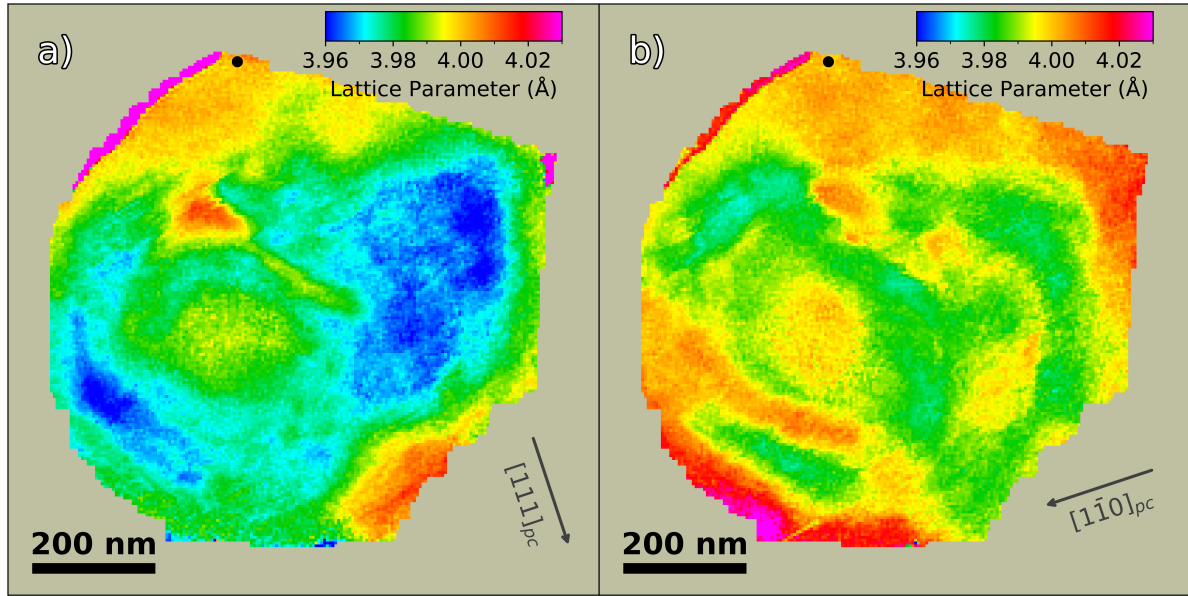 a)
3.96 3.98 4.00 4.02
Lattice Parameter (Å)
[111]pc
200 nm
b)
3.96 3.98 4.00 4.02
Lattice Parameter (Å)
[11̄0]pc
200 nm